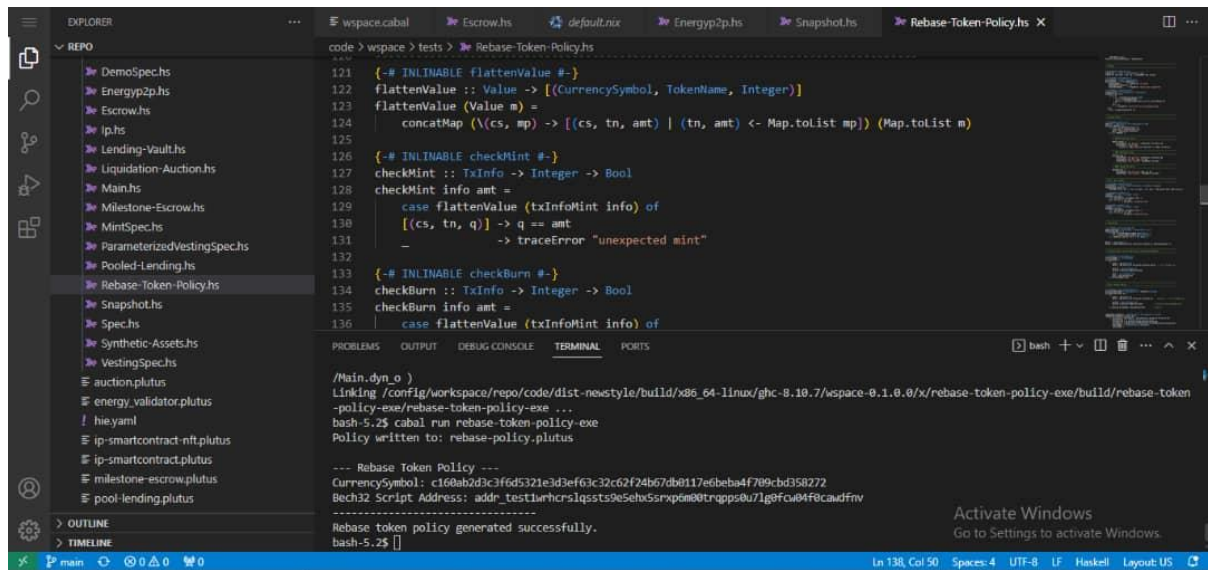 EXPLORER
REPO
DemoSpec.hs
Energyp2p.hs
Escrow.hs
Ip.hs
Lending-Vault.hs
Liquidation-Auction.hs
Main.hs
Milestone-Escrow.hs
MintSpec.hs
ParameterizedVestingSpec.hs
Pooled-Lending.hs
Rebase-Token-Policy.hs
Snapshot.hs
Spec.hs
Synthetic-Assets.hs
VestingSpec.hs
auction.plutus
energy_validator.plutus
hie.yaml
ip-smartcontract-nft.plutus
ip-smartcontract.plutus
milestone-escrow.plutus
pool-lending.plutus
OUTLINE
TIMELINE
wspace.cabal Escrow.hs default.nix Energyp2p.hs Snapshot.hs Rebase-Token-Policy.hs
code > wspace > tests > Rebase-Token-Policy.hs
121 {-# INLINABLE flattenValue #-}
122 flattenValue :: Value -> [(CurrencySymbol, TokenName, Integer)]
123 flattenValue (Value m) =
124 concatMap (\(cs, mp) -> [(cs, tn, amt) | (tn, amt) <- Map.toList mp]) (Map.toList m)
125
126 {-# INLINABLE checkMint #-}
127 checkMint :: TxInfo -> Integer -> Bool
128 checkMint info amt =
129 case flattenValue (txInfoMint info) of
130 [(cs, tn, q)] -> q == amt
131 _ -> traceError "unexpected mint"
132
133 {-# INLINABLE checkBurn #-}
134 checkBurn :: TxInfo -> Integer -> Bool
135 checkBurn info amt =
136 case flattenValue (txInfoMint info) of
PROBLEMS OUTPUT DEBUG CONSOLE TERMINAL PORTS
bash
/Main.dyn_o )
Linking /config/workspace/repo/code/dist-newstyle/build/x86_64-linux/ghc-8.10.7/wspace-0.1.0.0/x/rebase-token-policy-exe/build/rebase-token
-policy-exe/rebase-token-policy-exe ...
bash-5.2$ cabal run rebase-token-policy-exe
Policy written to: rebase-policy.plutus
--- Rebase Token Policy ---
CurrencySymbol: c160ab2d3c3f6d5321e3d3ef63c32c62f24b67db0117e6beba4f709cbd358272
Bech32 Script Address: addr_test1wrhcrslqssts9e5ehx5srxp6m00trqpps0u7lg0fcw04f0cawdfnv
---------------------------------
Rebase token policy generated successfully.
bash-5.2$
Activate Windows
Go to Settings to activate Windows.
main 0 0 0 Ln 138, Col 50 Spaces: 4 UTF-8 LF Haskell Layout: US